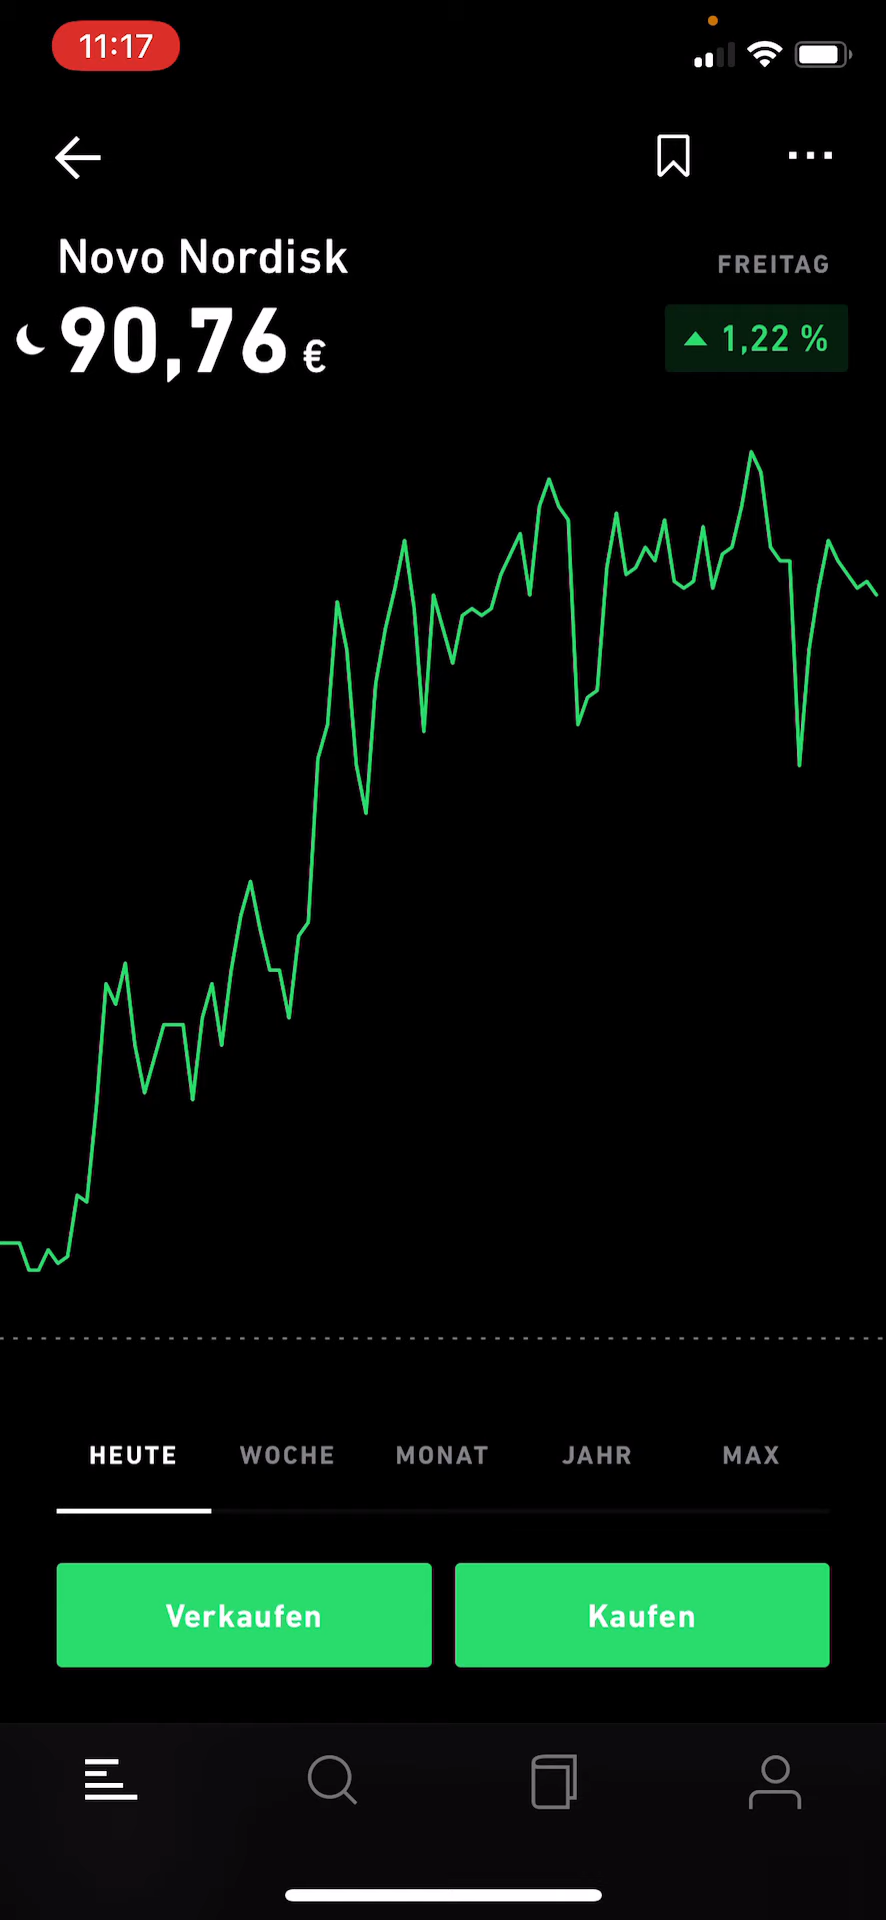 11:17
Novo Nordisk
FREITAG
90,76 €
1,22 %
HEUTE WOCHE MONAT JAHR MAX
Verkaufen Kaufen